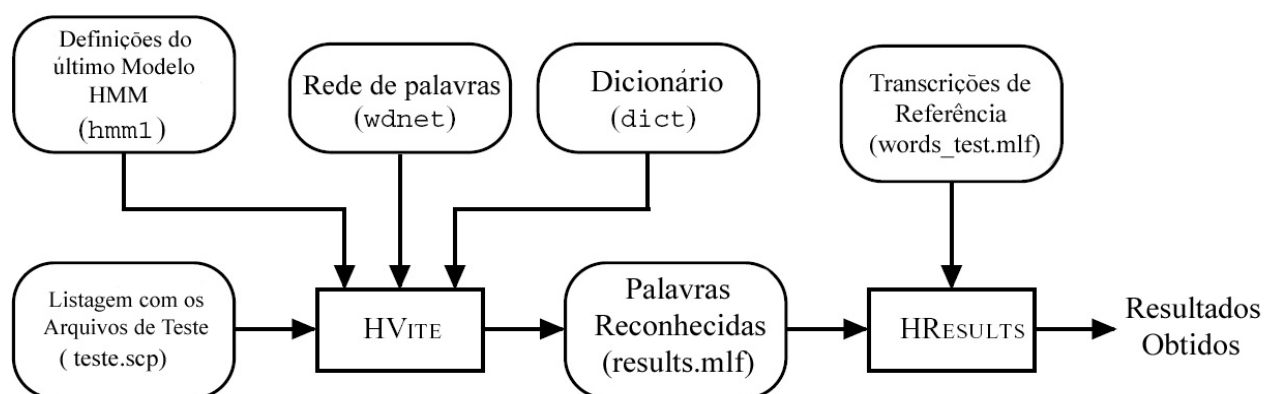 Definições do
último Modelo
HMM
(hmm1)
Rede de palavras
(wdnet)
Dicionário
(dict)
Transcrições de
Referência
(words_test.mlf)
Listagem com os
Arquivos de Teste
( teste.scp)
HVITE
Palavras
Reconhecidas
(results.mlf)
HRESULTS
Resultados
Obtidos